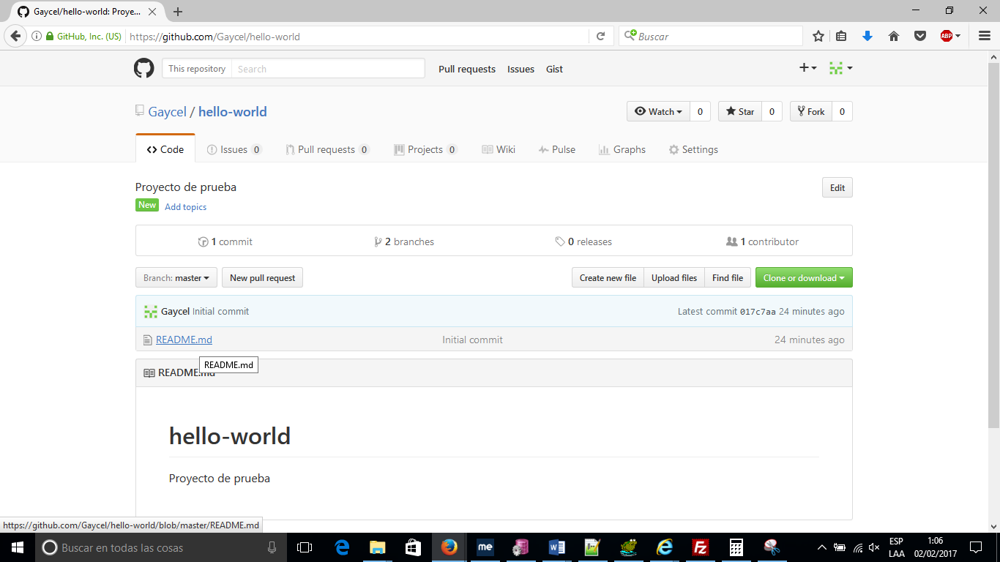 Gaycel/hello-world: Proye...
GitHub, Inc. (US) https://github.com/Gaycel/hello-world Buscar ABP
This repository Search Pull requests Issues Gist
Gaycel / hello-world Watch 0 Star 0 Fork 0
Code Issues 0 Pull requests 0 Projects 0 Wiki Pulse Graphs Settings
Proyecto de prueba Edit
New Add topics
1 commit 2 branches 0 releases 1 contributor
Branch: master New pull request Create new file Upload files Find file Clone or download
Gaycel Initial commit Latest commit 017c7aa 24 minutes ago
README.md Initial commit 24 minutes ago
README.md
README.md
hello-world
Proyecto de prueba
https://github.com/Gaycel/hello-world/blob/master/README.md
Buscar en todas las cosas me ESP 1:06
LAA 02/02/2017